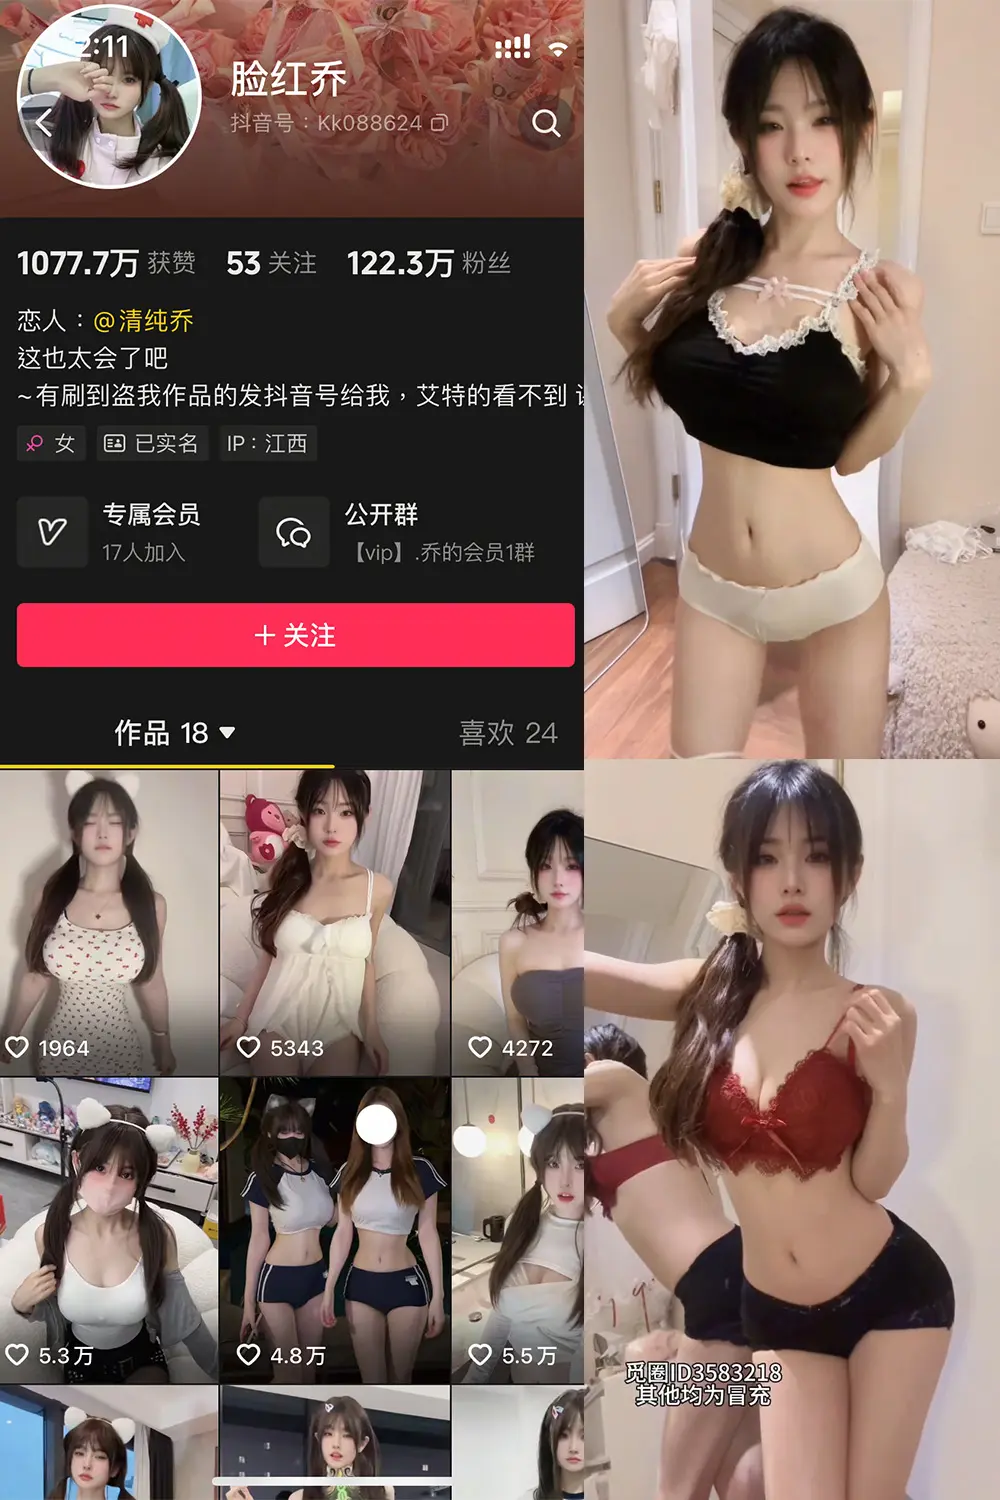 2:11
脸红乔
抖音号：Kk088624
1077.7万 获赞 53 关注 122.3万 粉丝
恋人：@清纯乔
这也太会了吧
~有刷到盗我作品的发抖音号给我，艾特的看不到
女 已实名 IP：江西
专属会员
17人加入
公开群
【vip】.乔的会员1群
+ 关注
作品 18 喜欢 24
1964 5343 4272
5.3万 4.8万 5.5万
觅圈ID3583218
其他均为冒充